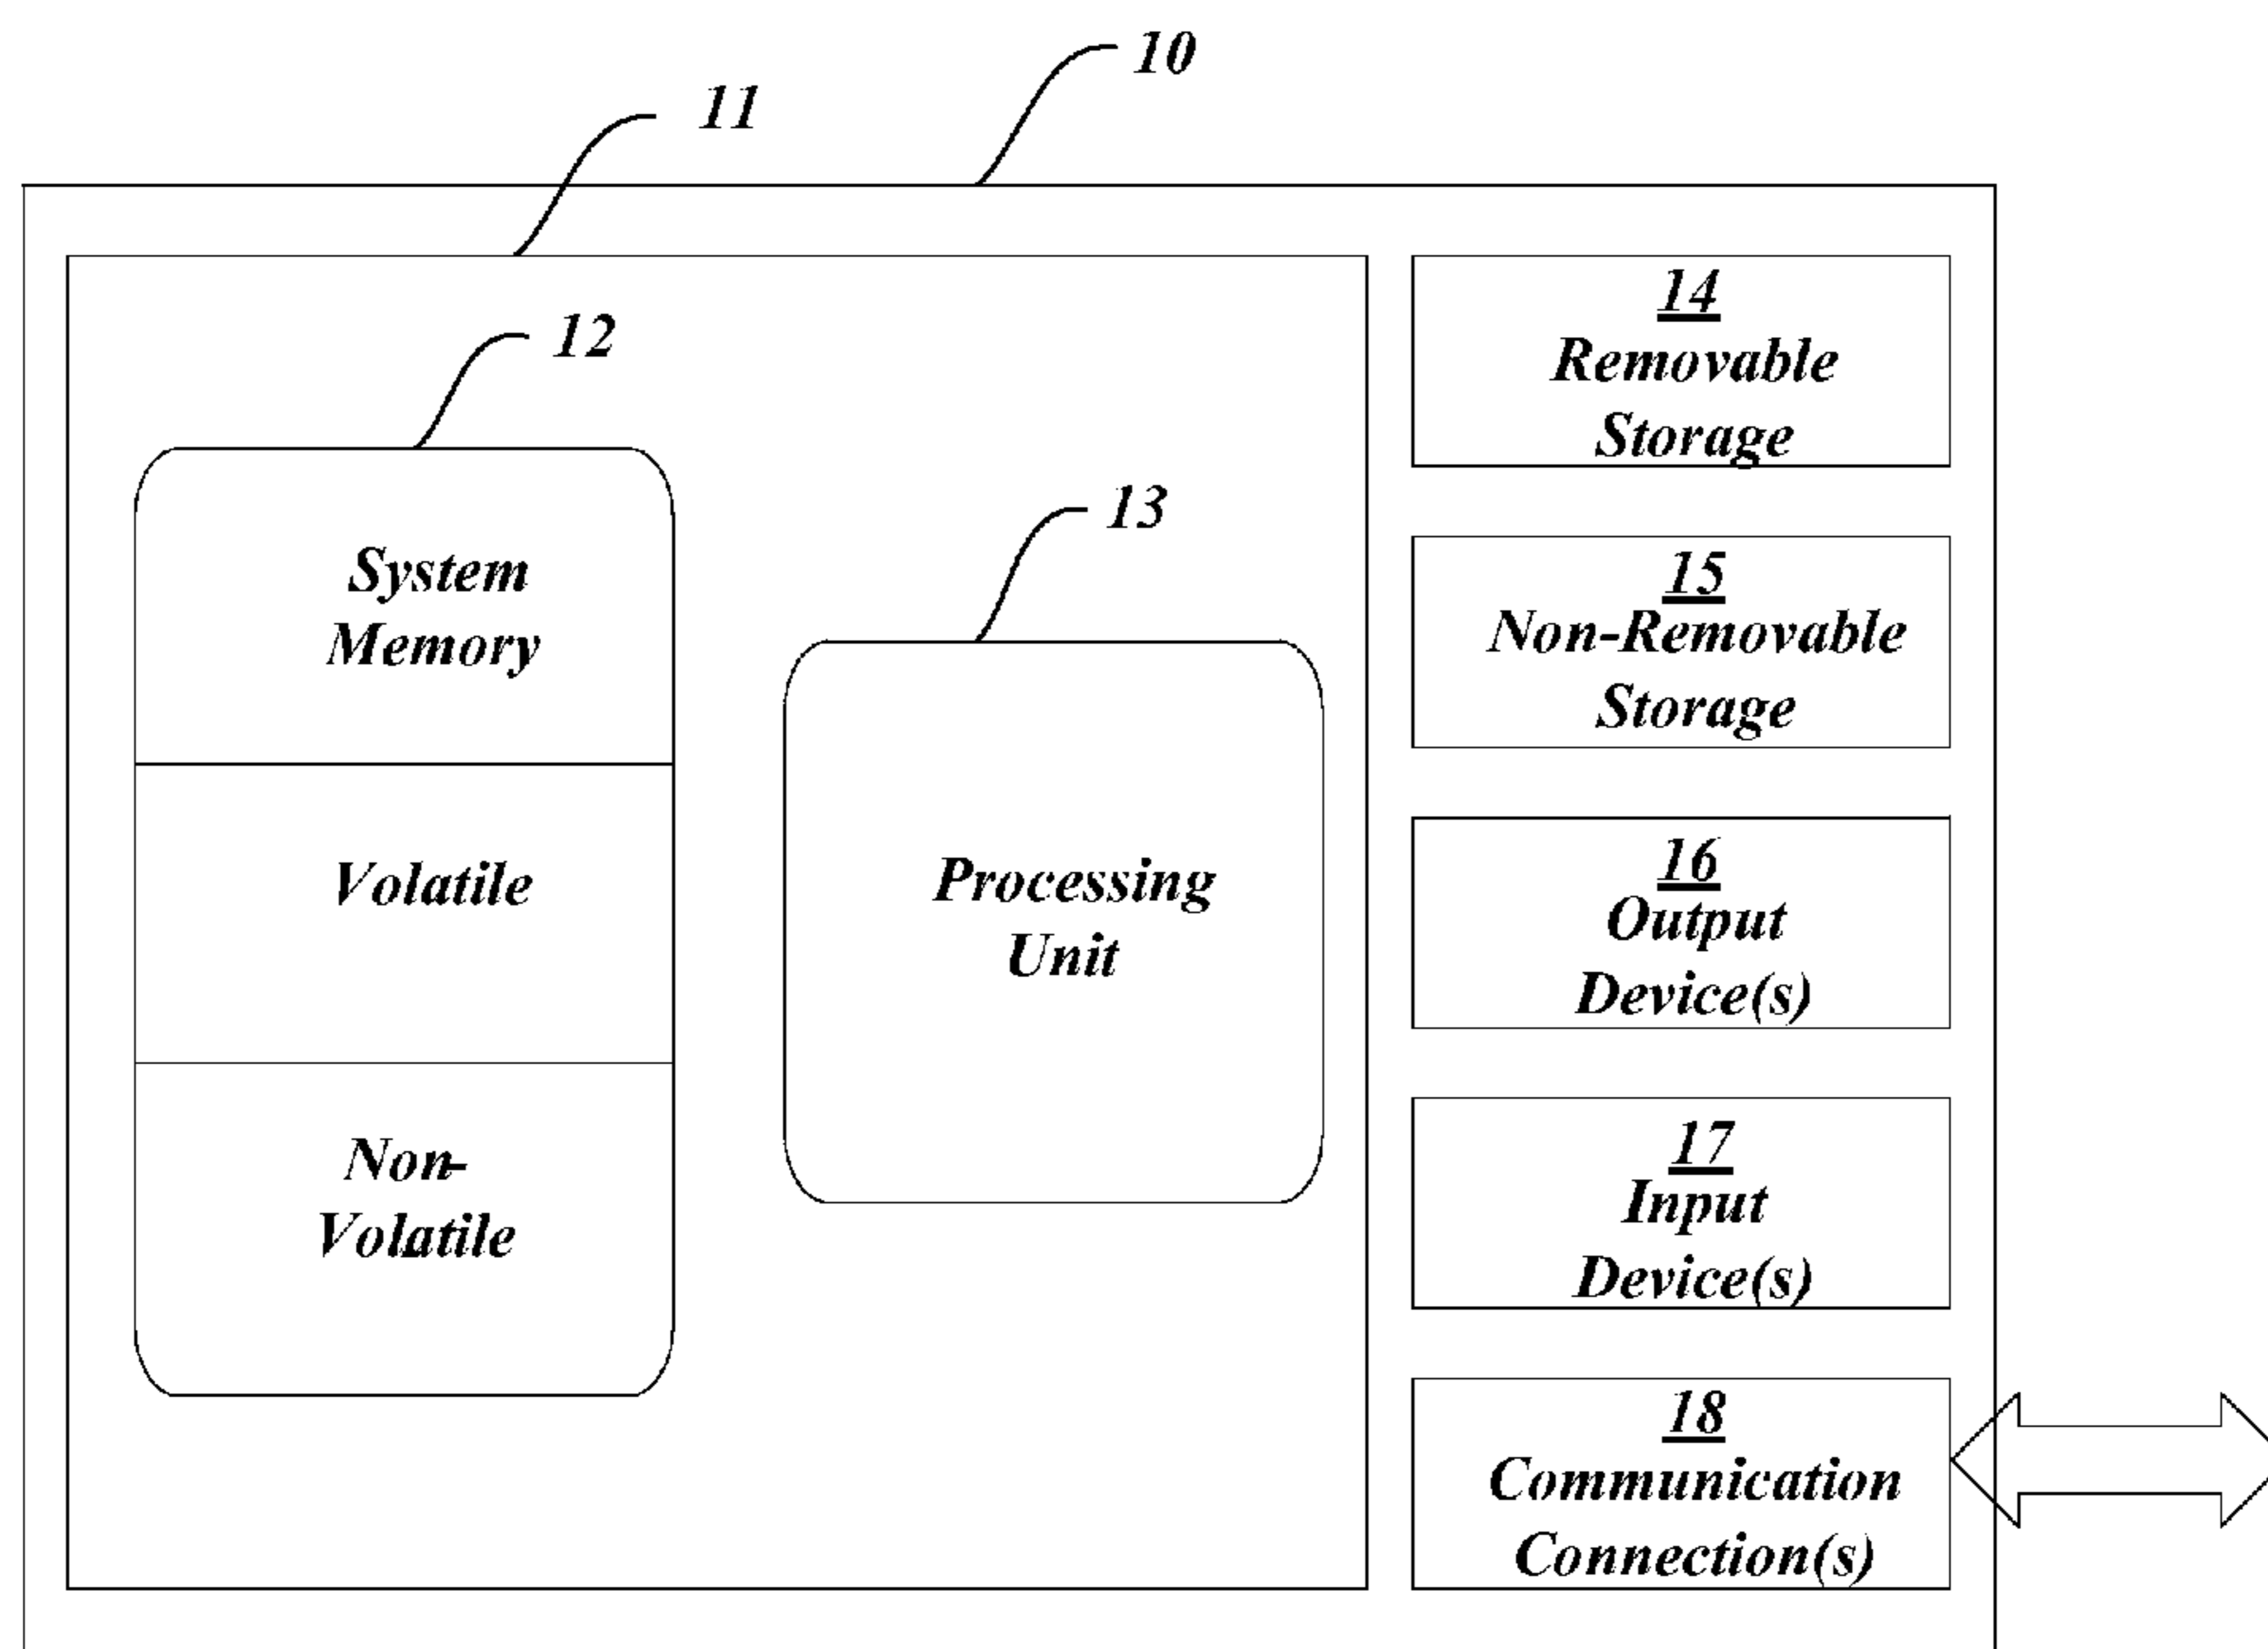 10
11
12
System
Memory
Volatile
Non-
Volatile
13
Processing
Unit
14
Removable
Storage
15
Non-Removable
Storage
16
Output
Device(s)
17
Input
Device(s)
18
Communication
Connection(s)